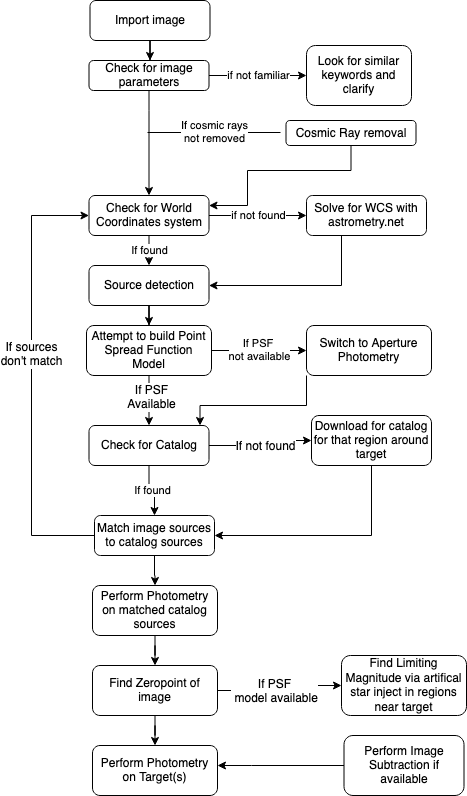 Import image
Check for image
parameters
if not familiar
Look for similar
keywords and
clarify
If cosmic rays
not removed
Cosmic Ray removal
Check for World
Coordinates system
if not found
Solve for WCS with
astrometry.net
If found
Source detection
If sources
don't match
Attempt to build Point
Spread Function
Model
If PSF
not available
Switch to Aperture
Photometry
If PSF
Available
Check for Catalog
If not found
Download for catalog
for that region around
target
If found
Match image sources
to catalog sources
Perform Photometry
on matched catalog
sources
Find Zeropoint of
image
If PSF
model available
Find Limiting
Magnitude via artifical
star inject in regions
near target
Perform Photometry
on Target(s)
Perform Image
Subtraction if
available